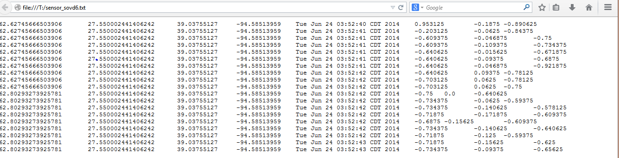 file:///T:/sensor_sovd6.txt
Google
62.62745666503906 27.550002441406242 39.03755127 -94.58513959 Tue Jun 24 03:52:40 CDT 2014 0.953125 -0.1875 -0.890625
62.62745666503906 27.550002441406242 39.03755127 -94.58513959 Tue Jun 24 03:52:41 CDT 2014 -0.203125 -0.0625 -0.84375
62.62745666503906 27.550002441406242 39.03755127 -94.58513959 Tue Jun 24 03:52:41 CDT 2014 -0.609375 -0.046875 -0.75
62.62745666503906 27.550002441406242 39.03755127 -94.58513959 Tue Jun 24 03:52:41 CDT 2014 -0.609375 -0.109375 -0.734375
62.62745666503906 27.550002441406242 39.03755127 -94.58513959 Tue Jun 24 03:52:41 CDT 2014 -0.640625 -0.015625 -0.671875
62.62745666503906 27.550002441406242 39.03755127 -94.58513959 Tue Jun 24 03:52:41 CDT 2014 -0.640625 -0.09375 -0.6875
62.62745666503906 27.550002441406242 39.03755127 -94.58513959 Tue Jun 24 03:52:41 CDT 2014 -0.640625 -0.046875 -0.921875
62.62745666503906 27.550002441406242 39.03755127 -94.58513959 Tue Jun 24 03:52:42 CDT 2014 -0.640625 0.09375 -0.78125
62.62745666503906 27.550002441406242 39.03755127 -94.58513959 Tue Jun 24 03:52:42 CDT 2014 -0.703125 0.0625 -0.78125
62.62745666503906 27.550002441406242 39.03755127 -94.58513959 Tue Jun 24 03:52:42 CDT 2014 -0.703125 0.0625 -0.75
62.80293273925781 27.550002441406242 39.03755127 -94.58513959 Tue Jun 24 03:52:42 CDT 2014 -0.75 0.0 -0.640625
62.80293273925781 27.550002441406242 39.03755127 -94.58513959 Tue Jun 24 03:52:42 CDT 2014 -0.734375 -0.0625 -0.59375
62.80293273925781 27.550002441406242 39.03755127 -94.58513959 Tue Jun 24 03:52:42 CDT 2014 -0.734375 -0.140625 -0.578125
62.80293273925781 27.550002441406242 39.03755127 -94.58513959 Tue Jun 24 03:52:42 CDT 2014 -0.71875 -0.171875 -0.609375
62.80293273925781 27.550002441406242 39.03755127 -94.58513959 Tue Jun 24 03:52:43 CDT 2014 -0.6875 -0.15625 -0.609375
62.80293273925781 27.550002441406242 39.03755127 -94.58513959 Tue Jun 24 03:52:43 CDT 2014 -0.734375 -0.140625 -0.640625
62.80293273925781 27.550002441406242 39.03755127 -94.58513959 Tue Jun 24 03:52:43 CDT 2014 -0.71875 -0.125 -0.59375
62.80293273925781 27.550002441406242 39.03755127 -94.58513959 Tue Jun 24 03:52:43 CDT 2014 -0.71875 -0.15625 -0.625
62.80293273925781 27.550002441406242 39.03755127 -94.58513959 Tue Jun 24 03:52:43 CDT 2014 -0.734375 -0.09375 -0.65625